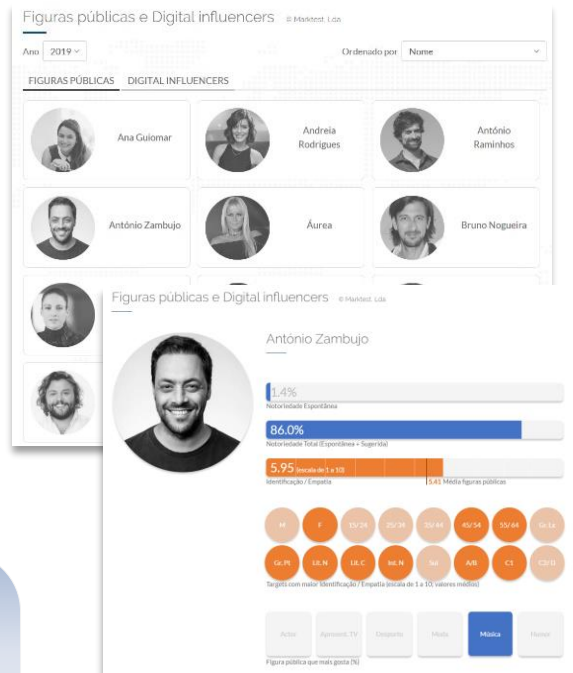 Figuras públicas e Digital influencers © Marktest, Lda
Ano 2019 Ordenado por Nome
FIGURAS PÚBLICAS DIGITAL INFLUENCERS
Ana Guiomar
Andreia
Rodrigues
António
Raminhos
António Zambujo
Áurea
Bruno Nogueira
Figuras públicas e Digital influencers © Marktest, Lda
António Zambujo
1.4%
Notoriedade Espontânea
86.0%
Notoriedade Total (Espontânea + Sugerida)
5.95 (escala de 1 a 10)
Identificação / Empatia 5.41 Média figuras públicas
M F 15/24 25/34 35/44 45/54 55/64 Gr. Lx
Gr. Pt Lit. N Lit. C Int. N Sul A/B C1 C2/D
Targets com maior Identificação / Empatia (escala de 1 a 10; valores médios)
Actor Apresent. TV Desporto Moda Música Humor
Figura pública que mais gosta (%)